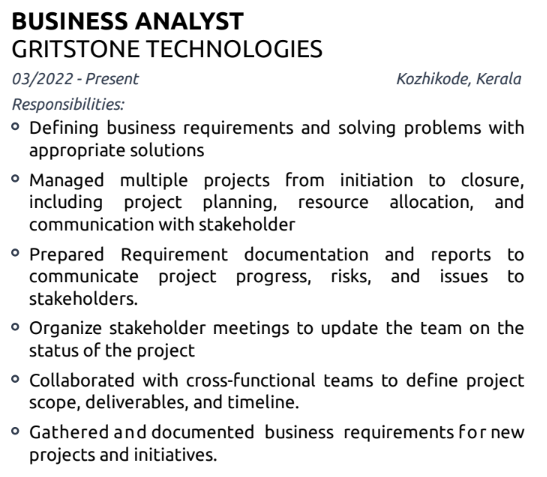 BUSINESS ANALYST
GRITSTONE TECHNOLOGIES
03/2022 - Present Kozhikode, Kerala
Responsibilities:
Defining business requirements and solving problems with
appropriate solutions
Managed multiple projects from initiation to closure,
including project planning, resource allocation, and
communication with stakeholder
Prepared Requirement documentation and reports to
communicate project progress, risks, and issues to
stakeholders.
Organize stakeholder meetings to update the team on the
status of the project
Collaborated with cross-functional teams to define project
scope, deliverables, and timeline.
Gathered and documented business requirements for new
projects and initiatives.